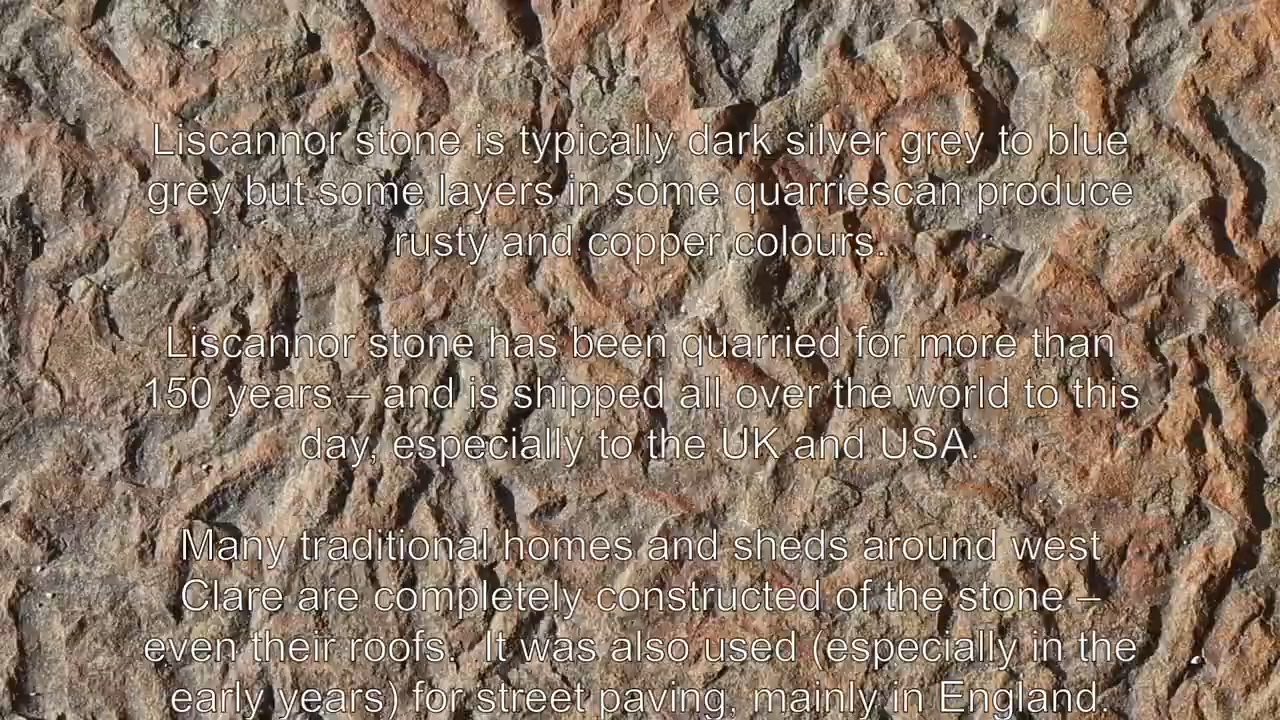 Liscannor stone is typically dark silver grey to blue
grey but some layers in some quarriescan produce
rusty and copper colours.
Liscannor stone has been quarried for more than
150 years – and is shipped all over the world to this
day, especially to the UK and USA.
Many traditional homes and sheds around west
Clare are completely constructed of the stone –
even their roofs.  It was also used (especially in the
early years) for street paving, mainly in England.